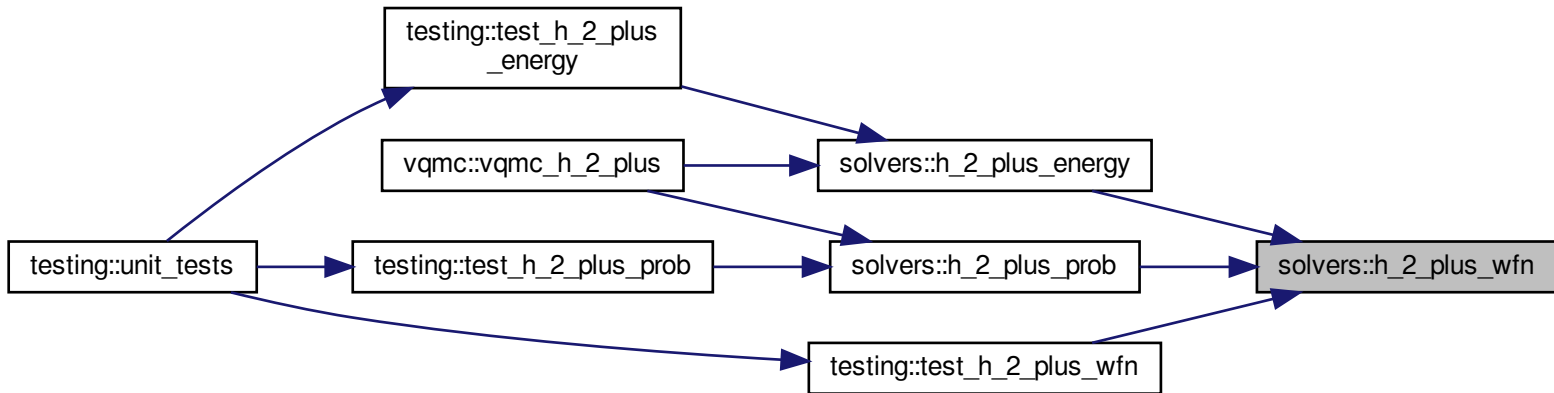 testing::test_h_2_plus
_energy
vqmc::vqmc_h_2_plus
solvers::h_2_plus_energy
testing::unit_tests
testing::test_h_2_plus_prob
solvers::h_2_plus_prob
solvers::h_2_plus_wfn
testing::test_h_2_plus_wfn